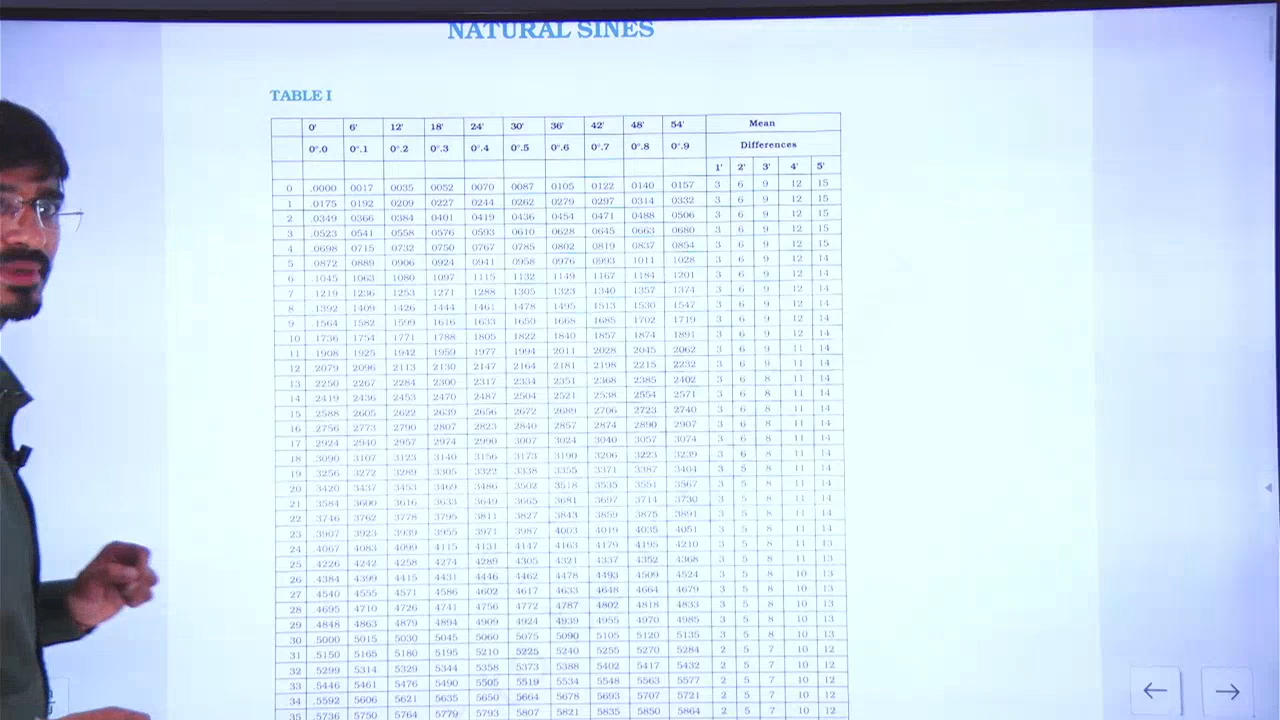 NATURAL SINES
TABLE I
0' 6' 12' 18' 24' 30' 36' 42' 48' 54' Mean
0°.0 0°.1 0°.2 0°.3 0°.4 0°.5 0°.6 0°.7 0°.8 0°.9 Differences
1' 2' 3' 4' 5'
0 .0000 0017 0035 0052 0070 0087 0105 0122 0140 0157 3 6 9 12 15
1 .0175 0192 0209 0227 0244 0262 0279 0297 0314 0332 3 6 9 12 15
2 .0349 0366 0384 0401 0419 0436 0454 0471 0488 0506 3 6 9 12 15
3 .0523 0541 0558 0576 0593 0610 0628 0645 0663 0680 3 6 9 12 15
4 .0698 0715 0732 0750 0767 0785 0802 0819 0837 0854 3 6 9 12 15
5 .0872 0889 0906 0924 0941 0958 0976 0993 1011 1028 3 6 9 12 14
6 .1045 1063 1080 1097 1115 1132 1149 1167 1184 1201 3 6 9 12 14
7 .1219 1236 1253 1271 1288 1305 1323 1340 1357 1374 3 6 9 12 14
8 .1392 1409 1426 1444 1461 1478 1495 1513 1530 1547 3 6 9 12 14
9 .1564 1582 1599 1616 1633 1650 1668 1685 1702 1719 3 6 9 12 14
10 .1736 1754 1771 1788 1805 1822 1840 1857 1874 1891 3 6 9 12 14
11 .1908 1925 1942 1959 1977 1994 2011 2028 2045 2062 3 6 9 11 14
12 .2079 2096 2113 2130 2147 2164 2181 2198 2215 2232 3 6 9 11 14
13 .2250 2267 2284 2300 2317 2334 2351 2368 2385 2402 3 6 8 11 14
14 .2419 2436 2453 2470 2487 2504 2521 2538 2554 2571 3 6 8 11 14
15 .2588 2605 2622 2639 2656 2672 2689 2706 2723 2740 3 6 8 11 14
16 .2756 2773 2790 2807 2823 2840 2857 2874 2890 2907 3 6 8 11 14
17 .2924 2940 2957 2974 2990 3007 3024 3040 3057 3074 3 6 8 11 14
18 .3090 3107 3123 3140 3156 3173 3190 3206 3223 3239 3 6 8 11 14
19 .3256 3272 3289 3305 3322 3338 3355 3371 3387 3404 3 5 8 11 14
20 .3420 3437 3453 3469 3486 3502 3518 3535 3551 3567 3 5 8 11 14
21 .3584 3600 3616 3633 3649 3665 3681 3697 3714 3730 3 5 8 11 14
22 .3746 3762 3778 3795 3811 3827 3843 3859 3875 3891 3 5 8 11 14
23 .3907 3923 3939 3955 3971 3987 4003 4019 4035 4051 3 5 8 11 14
24 .4067 4083 4099 4115 4131 4147 4163 4179 4195 4210 3 5 8 11 13
25 .4226 4242 4258 4274 4289 4305 4321 4337 4352 4368 3 5 8 11 13
26 .4384 4399 4415 4431 4446 4462 4478 4493 4509 4524 3 5 8 10 13
27 .4540 4555 4571 4586 4602 4617 4633 4648 4664 4679 3 5 8 10 13
28 .4695 4710 4726 4741 4756 4772 4787 4802 4818 4833 3 5 8 10 13
29 .4848 4863 4879 4894 4909 4924 4939 4955 4970 4985 3 5 8 10 13
30 .5000 5015 5030 5045 5060 5075 5090 5105 5120 5135 3 5 8 10 13
31 .5150 5165 5180 5195 5210 5225 5240 5255 5270 5284 2 5 7 10 12
32 .5299 5314 5329 5344 5358 5373 5388 5402 5417 5432 2 5 7 10 12
33 .5446 5461 5476 5490 5505 5519 5534 5548 5563 5577 2 5 7 10 12
34 .5592 5606 5621 5635 5650 5664 5678 5693 5707 5721 2 5 7 10 12
35 .5736 5750 5764 5779 5793 5807 5821 5835 5850 5864 2 5 7 10 12